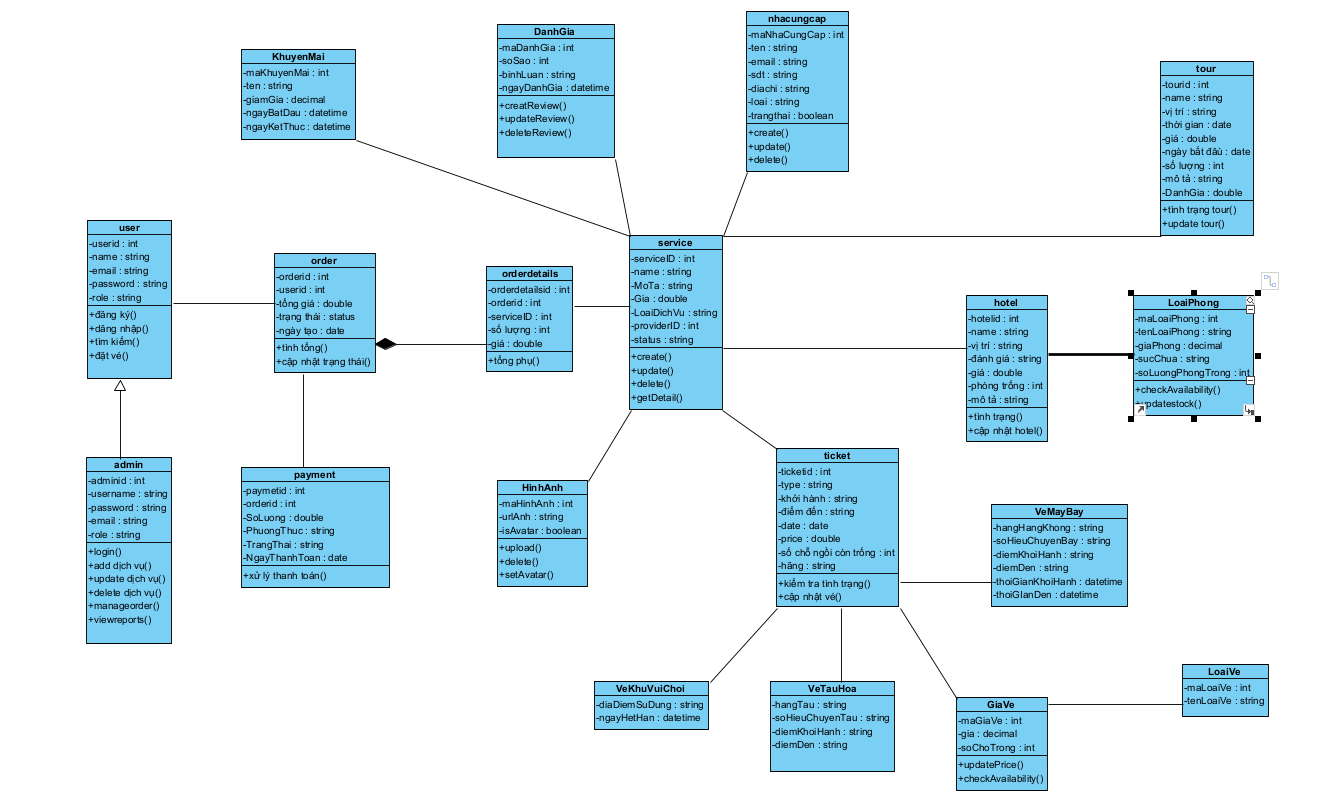 KhuyenMai
-maKhuyenMai : int
-ten : string
-giamGia : decimal
-ngayBatDau : datetime
-ngayKetThuc : datetime
DanhGia
-maDanhGia : int
-soSao : int
-binhLuan : string
-ngayDanhGia : datetime
+creatReview()
+updateReview()
+deleteReview()
nhacungcap
-maNhaCungCap : int
-ten : string
-email : string
-sdt : string
-diachi : string
-loai : string
-trangthai : boolean
+create()
+update()
+delete()
tour
-tourid : int
-name : string
-vị trí : string
-thời gian : date
-giá : double
-ngày bắt đầù : date
-số lượng : int
-mô tả : string
-DanhGia : double
+tình trạng tour()
+update tour()
user
-userid : int
-name : string
-email : string
-password : string
-role : string
+đăng ký()
+dăng nhập()
+tìm kiếm()
+đặt vé()
order
-orderid : int
-userid : int
-tổng giá : double
-trạng thái : status
-ngày tạo : date
+tính tổng()
+cập nhật trạng thái()
orderdetails
-orderdetailsid : int
-orderid : int
-serviceID : int
-số lượng : int
-giá : double
+tổng phụ()
service
-serviceID : int
-name : string
-MoTa : string
-Gia : double
-LoaiDichVu : string
-providerID : int
-status : string
+create()
+update()
+delete()
+getDetail()
hotel
-hotelid : int
-name : string
-vị trí : string
-đánh giá : string
-giá : double
-phòng trống : int
-mô tả : string
+tình trạng()
+cập nhật hotel()
LoaiPhong
-maLoaiPhong : int
-tenLoaiPhong : string
-giaPhong : decimal
-sucChua : string
-soLuongPhongTrong : int
+checkAvailability()
updatestock()
admin
-adminid : int
-username : string
-password : string
-email : string
-role : string
+login()
+add dịch vụ()
+update dịch vụ()
+delete dịch vụ()
+manageorder()
+viewreports()
payment
-paymetid : int
-orderid : int
-SoLuong : double
-PhuongThuc : string
-TrangThai : string
-NgayThanhToan : date
+xử lý thanh toán()
HinhAnh
-maHinhAnh : int
-urlAnh : string
-isAvatar : boolean
+upload()
+delete()
+setAvatar()
ticket
-ticketid : int
-type : string
-khởi hành : string
-điểm đến : string
-date : date
-price : double
-số chỗ ngồi còn trống : int
-hãng : string
+kiểm tra tình trạng()
+cập nhật vé()
VeMayBay
-hangHangKhong : string
-soHieuChuyenBay : string
-diemKhoiHanh : string
-diemDen : string
-thoiGianKhoiHanh : datetime
-thoiGIanDen : datetime
VeKhuVuiChoi
-diaDiemSuDung : string
-ngayHetHan : datetime
VeTauHoa
-hangTau : string
-soHieuChuyenTau : string
-diemKhoiHanh : string
-diemDen : string
GiaVe
-maGiaVe : int
-gia : decimal
-soChoTrong : int
+updatePrice()
+checkAvailability()
LoaiVe
-maLoaiVe : int
-tenLoaiVe : string